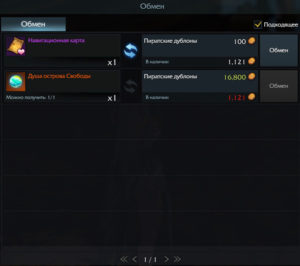 Обмен
Обмен
Подходящее
Навигационная карта
x1
Пиратские дублоны 100
В наличии 1,121
Обмен
Душа острова Свободы
Можно получить: 1/1
x1
Пиратские дублоны 16,800
В наличии 1,121
Обмен
1 / 1